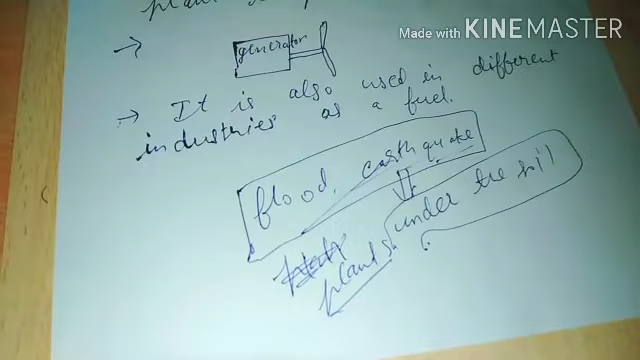 Made with KINEMASTER
plant
→ generator
→ It is also used in different
industries as a fuel.
flood, earthquake
under the soil
plants